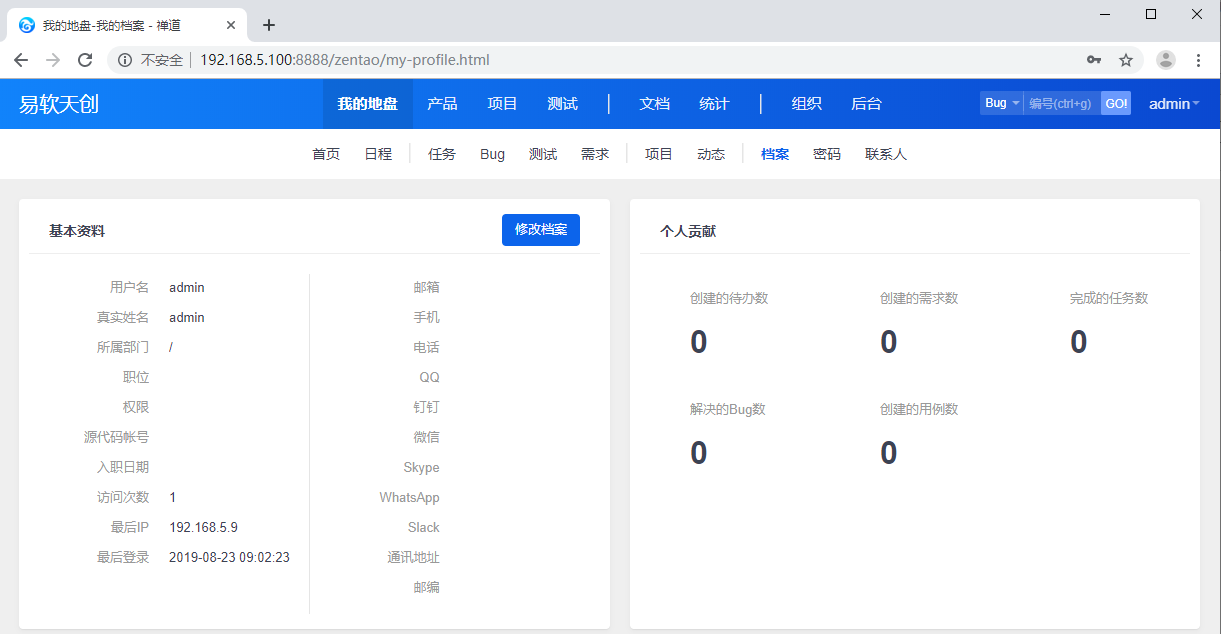 我的地盘-我的档案 - 禅道
不安全 192.168.5.100:8888/zentao/my-profile.html
易软天创 我的地盘 产品 项目 测试 文档 统计 组织 后台 Bug 编号(ctrl+g) GO! admin
首页 日程 任务 Bug 测试 需求 项目 动态 档案 密码 联系人
基本资料 修改档案
用户名 admin 邮箱
真实姓名 admin 手机
所属部门 / 电话
职位 QQ
权限 钉钉
源代码帐号 微信
入职日期 Skype
访问次数 1 WhatsApp
最后IP 192.168.5.9 Slack
最后登录 2019-08-23 09:02:23 通讯地址
邮编
个人贡献
创建的待办数 创建的需求数 完成的任务数
0 0 0
解决的Bug数 创建的用例数
0 0